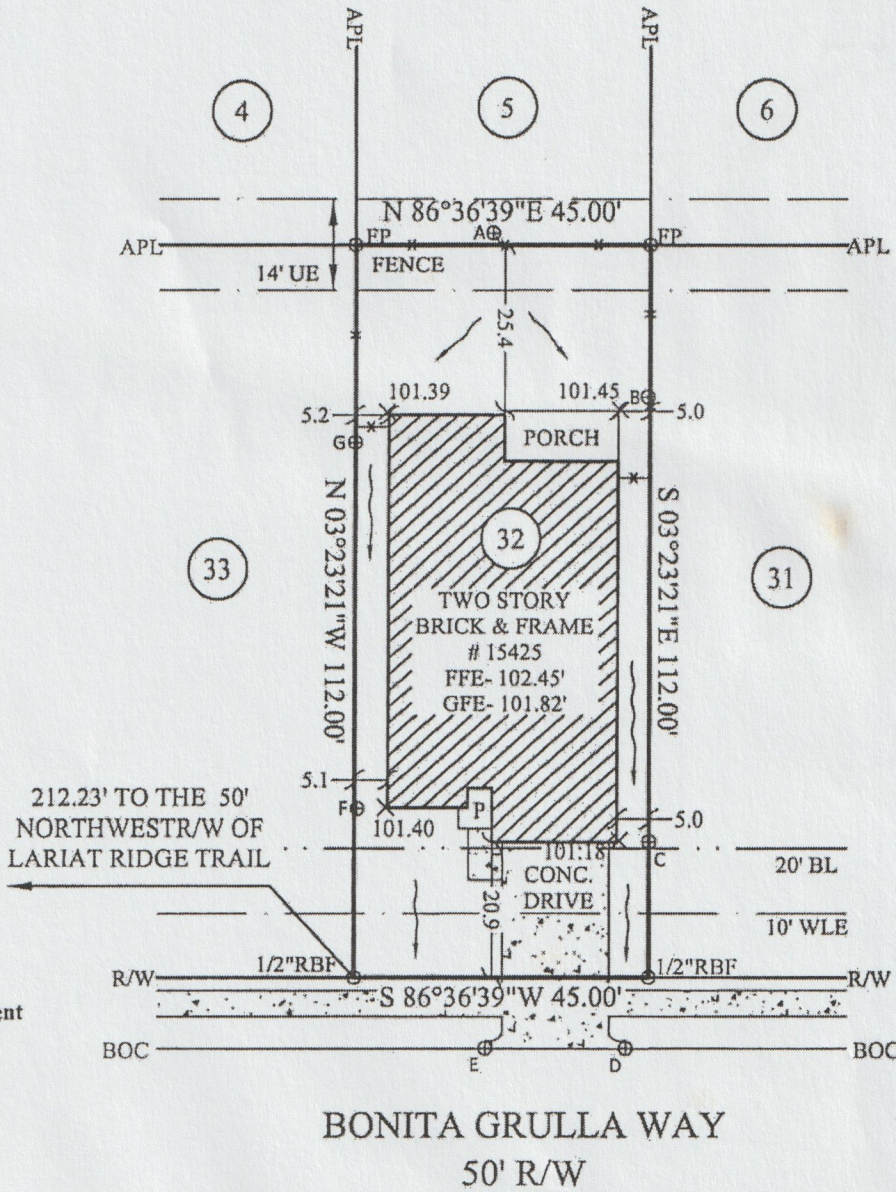 APL
APL
4
5
6
N 86°36'39"E 45.00'
APL
FP
A
FP
APL
14' UE
FENCE
25.4
101.39
101.45
B
5.2
5.0
PORCH
G
N 03°23'21"W 112.00'
S 03°23'21"E 112.00'
32
33
31
TWO STORY
BRICK & FRAME
# 15425
FFE- 102.45'
GFE- 101.82'
5.1
212.23' TO THE 50'
NORTHWESTR/W OF
LARIAT RIDGE TRAIL
F
P
5.0
101.40
101.18
C
20' BL
CONC.
DRIVE
20.9
10' WLE
1/2"RBF
1/2"RBF
R/W
R/W
S 86°36'39"W 45.00'
ent
BOC
E
D
BOC
BONITA GRULLA WAY
50' R/W